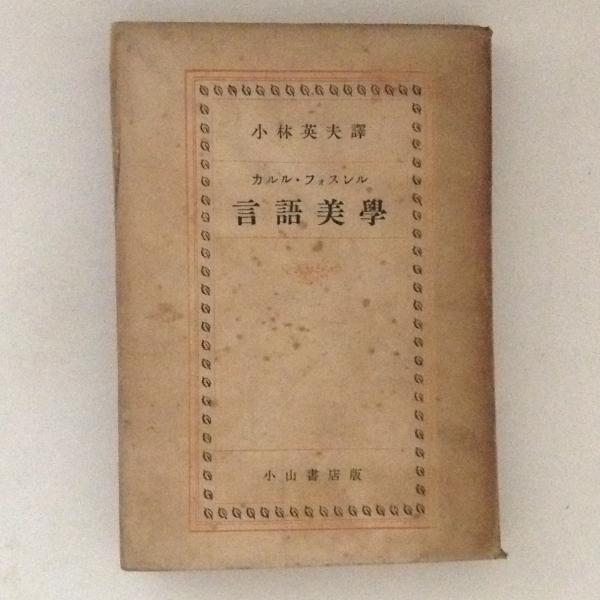 小林英夫譯
カルル・フォスレル
言語美學
小山書店版